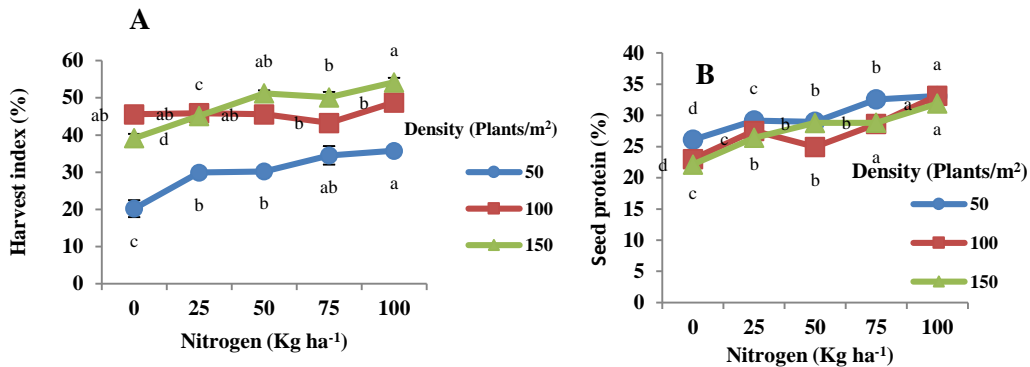 A
60
50
40
30
20
10
0
Harvest index (%)
0 25 50 75 100
Nitrogen (Kg ha⁻¹)
ab ab ab b b
d c ab b a
c b b ab a
Density (Plants/m²)
50
100
150
B
40
35
30
25
20
15
10
5
0
Seed protein (%)
0 25 50 75 100
Nitrogen (Kg ha⁻¹)
d c b b a
d c b b a
c b b a a
Density (Plants/m²)
50
100
150